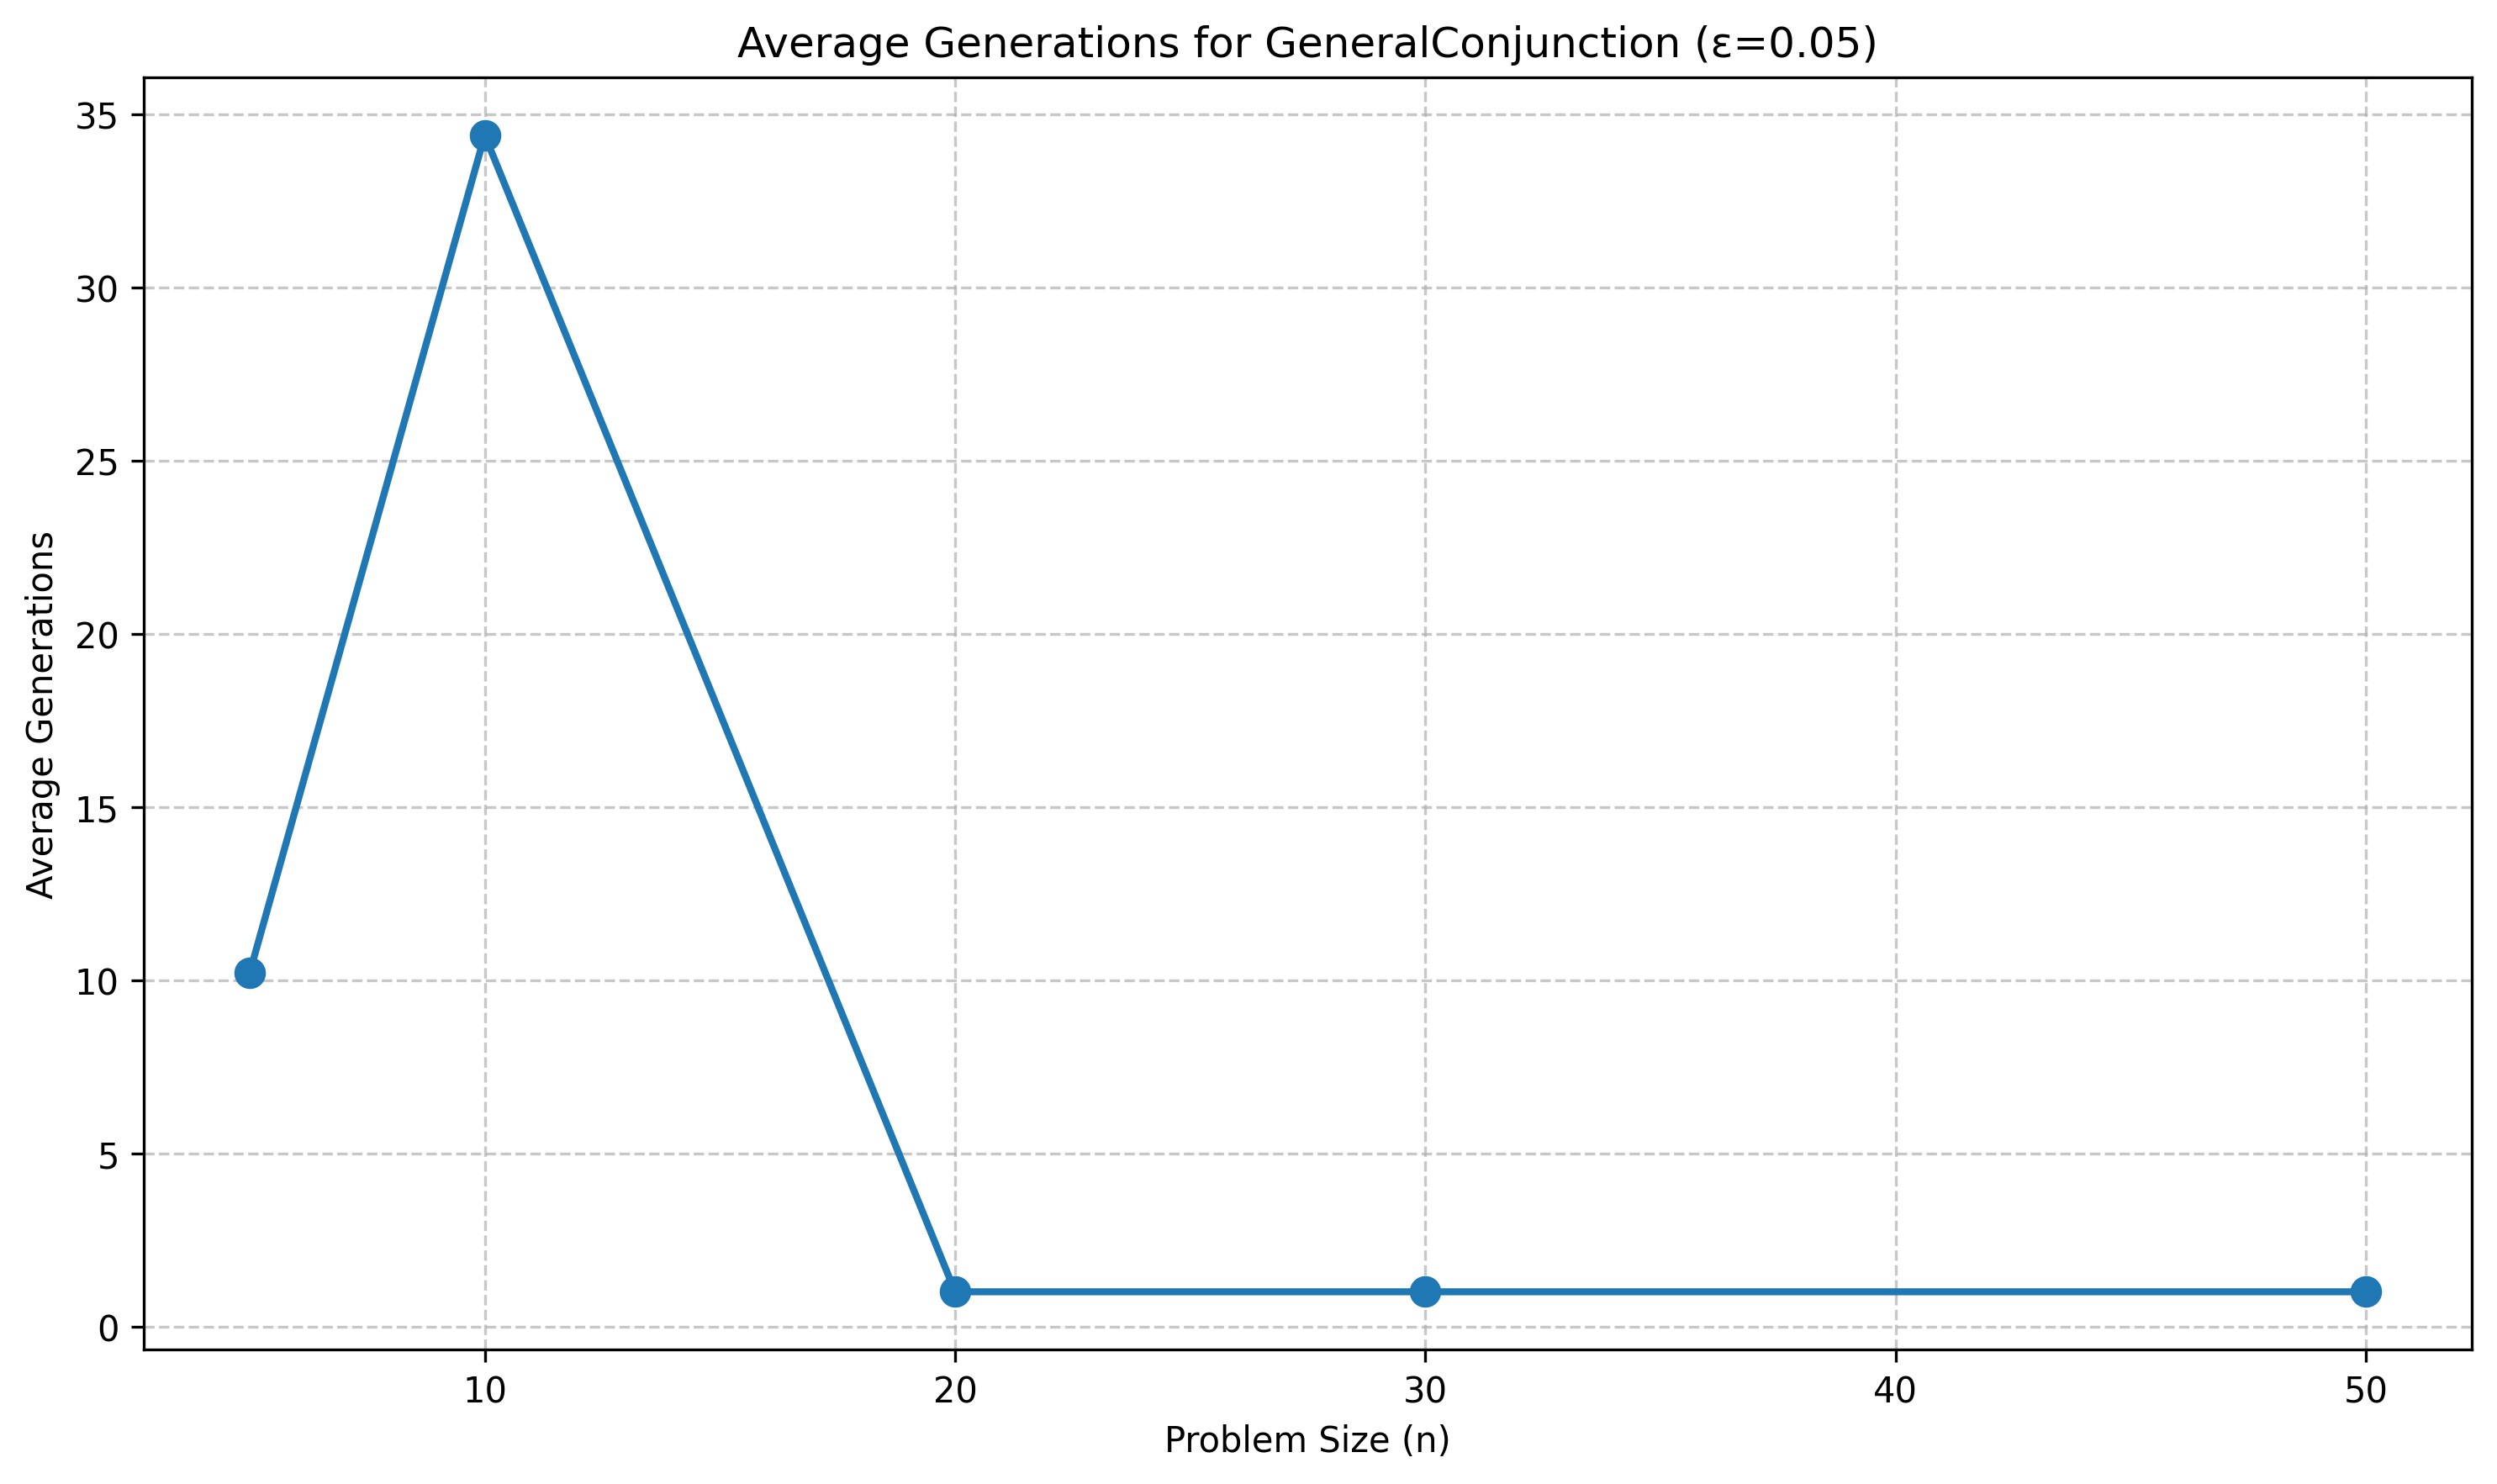 Average Generations for GeneralConjunction (ε=0.05)
35
30
25
20
15
10
5
0
Average Generations
10 20 30 40 50
Problem Size (n)